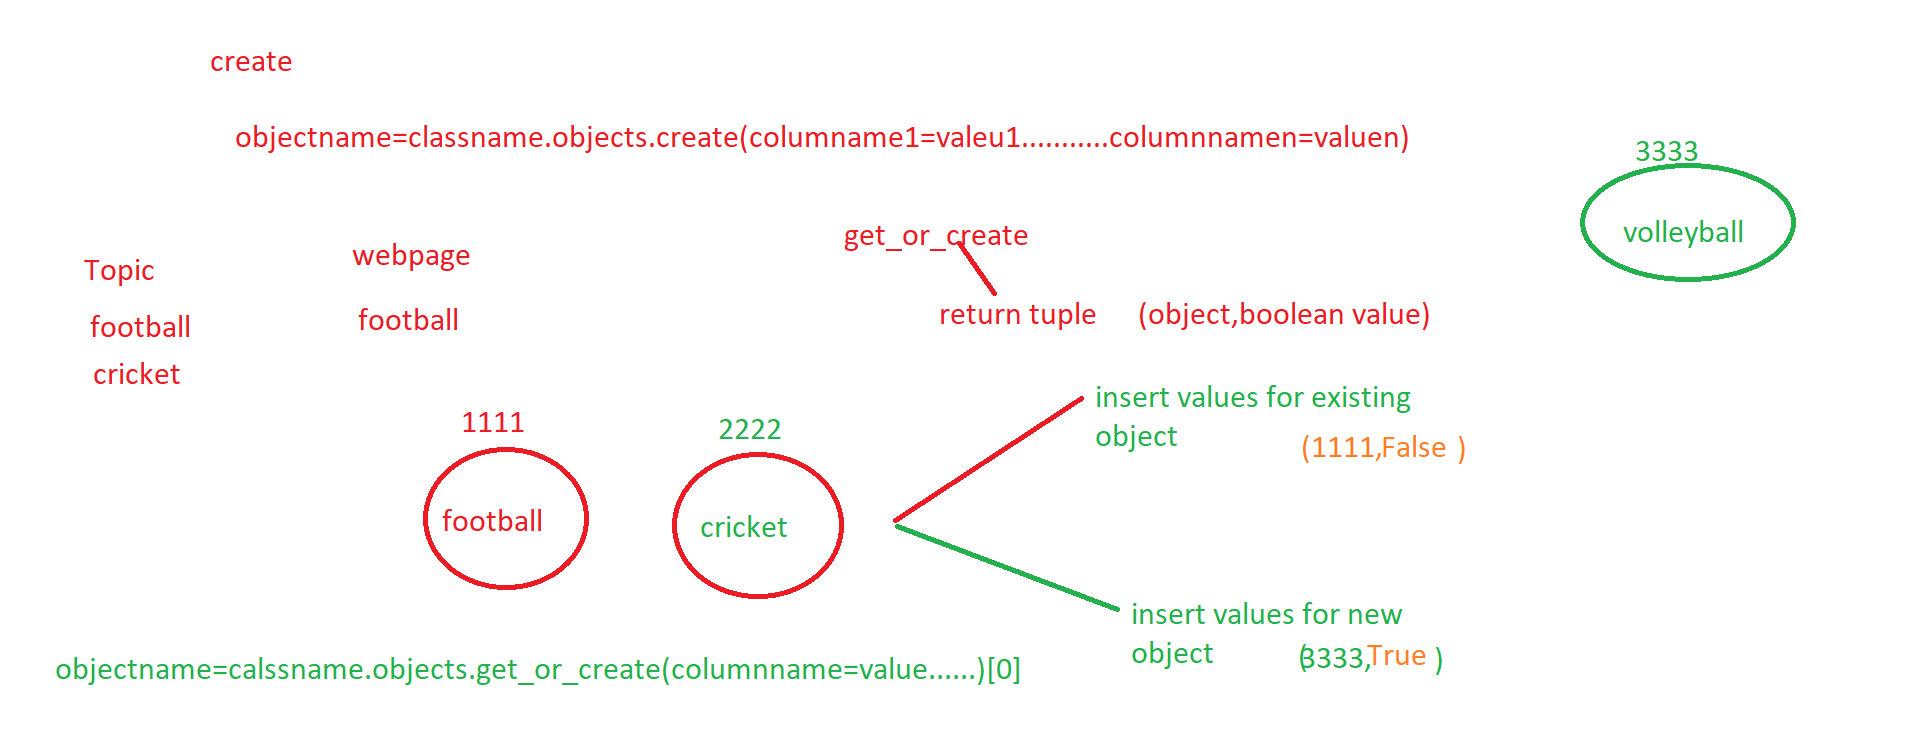 create
objectname=classname.objects.create(columname1=valeu1...........columnnamen=valuen)
3333
volleyball
get_or_create
return tuple (object,boolean value)
Topic
football
cricket
webpage
football
1111
football
2222
cricket
insert values for existing
object
(1111,False )
insert values for new
object
(3333,True )
objectname=calssname.objects.get_or_create(columnname=value......)[0]